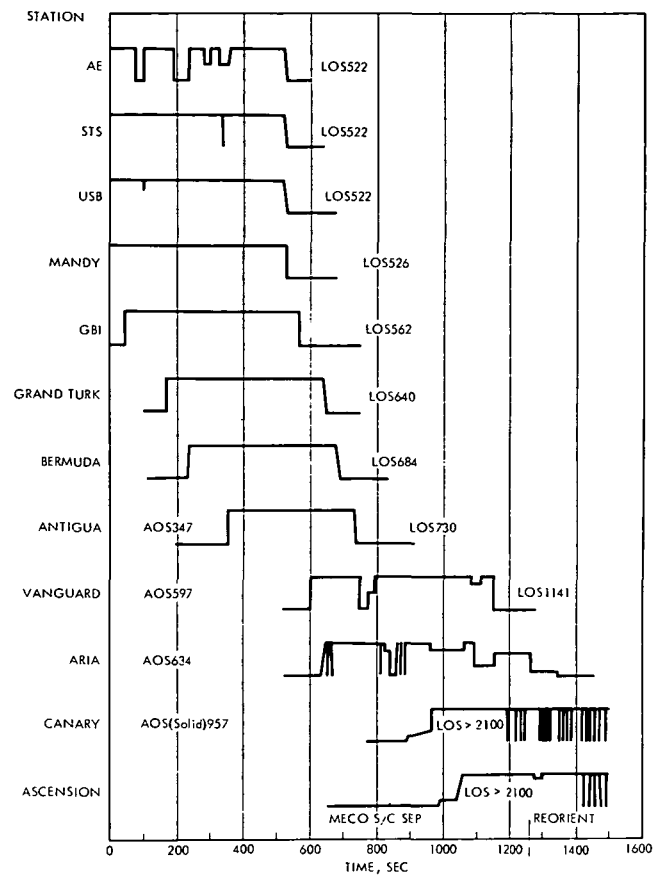 STATION
AE LOS522
STS LOS522
USB LOS522
MANDY LOS526
GBI LOS562
GRAND TURK LOS640
BERMUDA LOS684
ANTIGUA AOS347 LOS730
VANGUARD AOS597 LOS1141
ARIA AOS634
CANARY AOS(Solid)957 LOS > 2100
ASCENSION LOS > 2100
MECO S/C SEP REORIENT
0 200 400 600 800 1000 1200 1400 1600
TIME, SEC